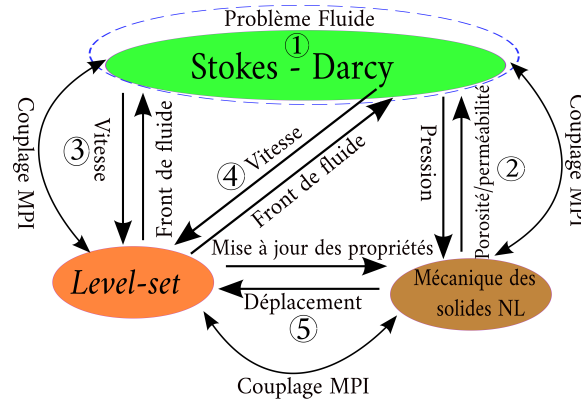 Problème Fluide
①
Stokes - Darcy
Couplage MPI
③
Vitesse
Front de fluide
④
Vitesse
Front de fluide
Pression
Porosité/perméabilité
②
Couplage MPI
Level-set
Mise à jour des propriétés
Déplacement
⑤
Mécanique des
solides NL
Couplage MPI